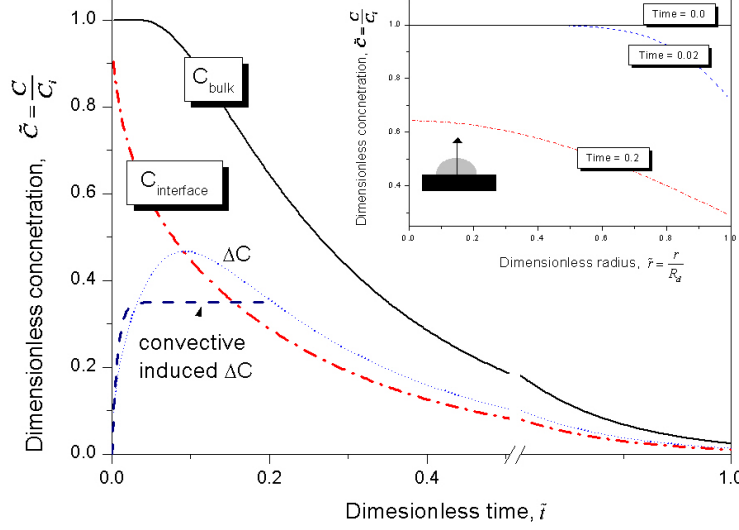 Dimensionless concnetration, C̃ = C/C_i
1.0
0.8
0.6
0.4
0.2
0.0
0.0
0.2
0.4
1.0
Dimesionless time, t̃
C_bulk
C_interface
ΔC
convective
induced ΔC
Dimensionless concnetration, C̃ = C/C_i
1.0
0.8
0.6
0.4
0.0
0.2
0.4
0.6
0.8
1.0
Dimensionless radius, r̃ = r/R_d
Time = 0.0
Time = 0.02
Time = 0.2